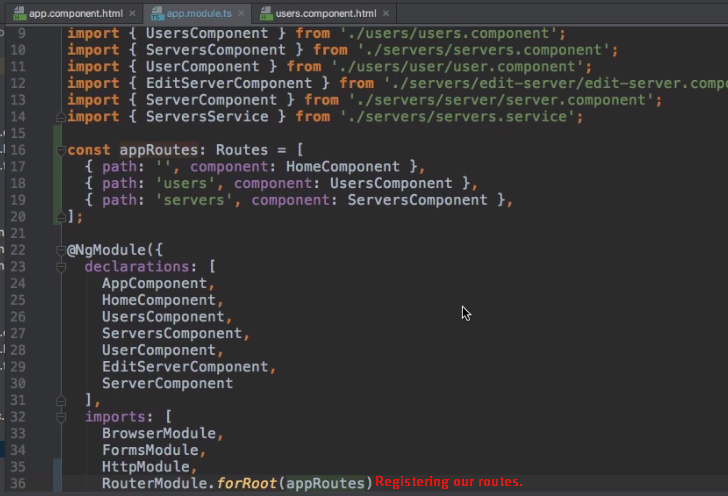 app.component.html × app.module.ts × users.component.html ×
9 import { UsersComponent } from './users/users.component';
10 import { ServersComponent } from './servers/servers.component';
11 import { UserComponent } from './users/user/user.component';
12 import { EditServerComponent } from './servers/edit-server/edit-server.compo
13 import { ServerComponent } from './servers/server/server.component';
14 import { ServersService } from './servers/servers.service';
15
16 const appRoutes: Routes = [
17 { path: '', component: HomeComponent },
18 { path: 'users', component: UsersComponent },
19 { path: 'servers', component: ServersComponent },
20 ];
21
22 @NgModule({
23 declarations: [
24 AppComponent,
25 HomeComponent,
26 UsersComponent,
27 ServersComponent,
28 UserComponent,
29 EditServerComponent,
30 ServerComponent
31 ],
32 imports: [
33 BrowserModule,
34 FormsModule,
35 HttpModule,
36 RouterModule.forRoot(appRoutes) Registering our routes.